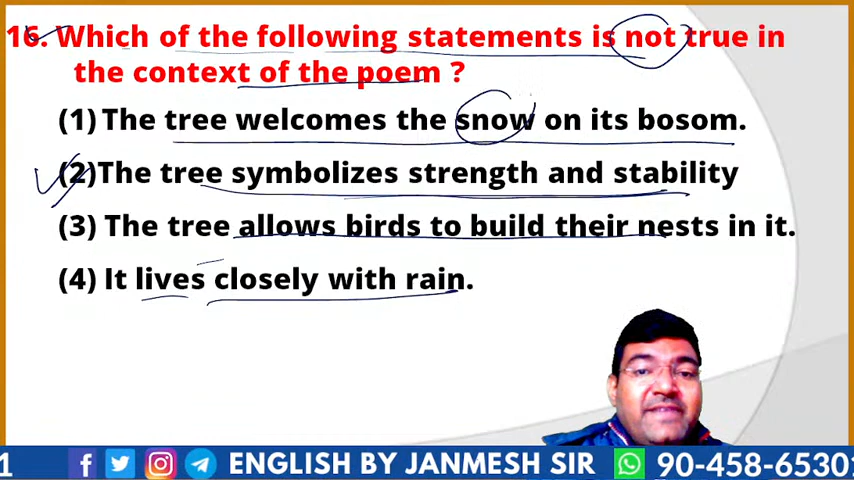 16. Which of the following statements is not true in
the context of the poem ?
(1) The tree welcomes the snow on its bosom.
(2)The tree symbolizes strength and stability
(3) The tree allows birds to build their nests in it.
(4) It lives closely with rain.
1 ENGLISH BY JANMESH SIR 90-458-6530